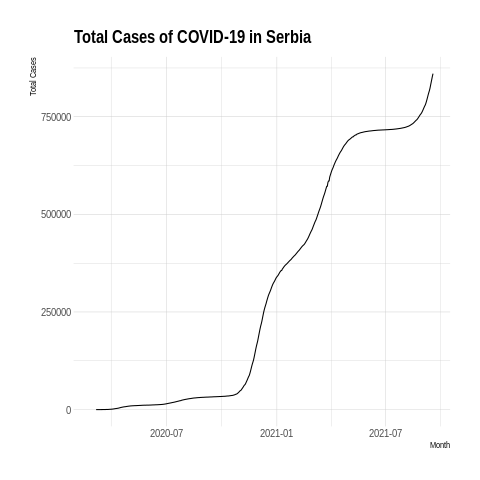 Total Cases of COVID-19 in Serbia
Total Cases
750000
500000
250000
0
2020-07 2021-01 2021-07
Month